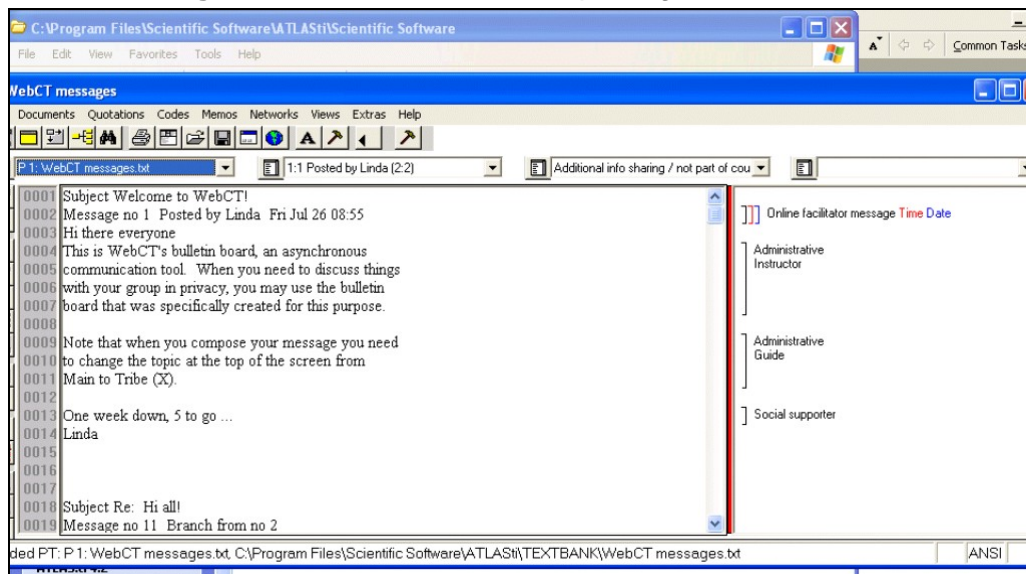 C:\Program Files\Scientific Software\ATLASti\Scientific Software
File Edit View Favorites Tools Help
Common Tasks
WebCT messages
Documents Quotations Codes Memos Networks Views Extras Help
P 1: WebCT messages.txt
1:1 Posted by Linda (2:2)
Additional info sharing / not part of cou
0001 Subject Welcome to WebCT!
0002 Message no 1 Posted by Linda Fri Jul 26 08:55
0003 Hi there everyone
0004 This is WebCT's bulletin board, an asynchronous
0005 communication tool. When you need to discuss things
0006 with your group in privacy, you may use the bulletin
0007 board that was specifically created for this purpose.
0008
0009 Note that when you compose your message you need
0010 to change the topic at the top of the screen from
0011 Main to Tribe (X).
0012
0013 One week down, 5 to go ...
0014 Linda
0015
0016
0017
0018 Subject Re: Hi all!
0019 Message no 11 Branch from no 2
Online facilitator message Time Date
Administrative
Instructor
Administrative
Guide
Social supporter
ded PT: P 1: WebCT messages.txt, C:\Program Files\Scientific Software\ATLASti\TEXTBANK\WebCT messages.txt
ANSI